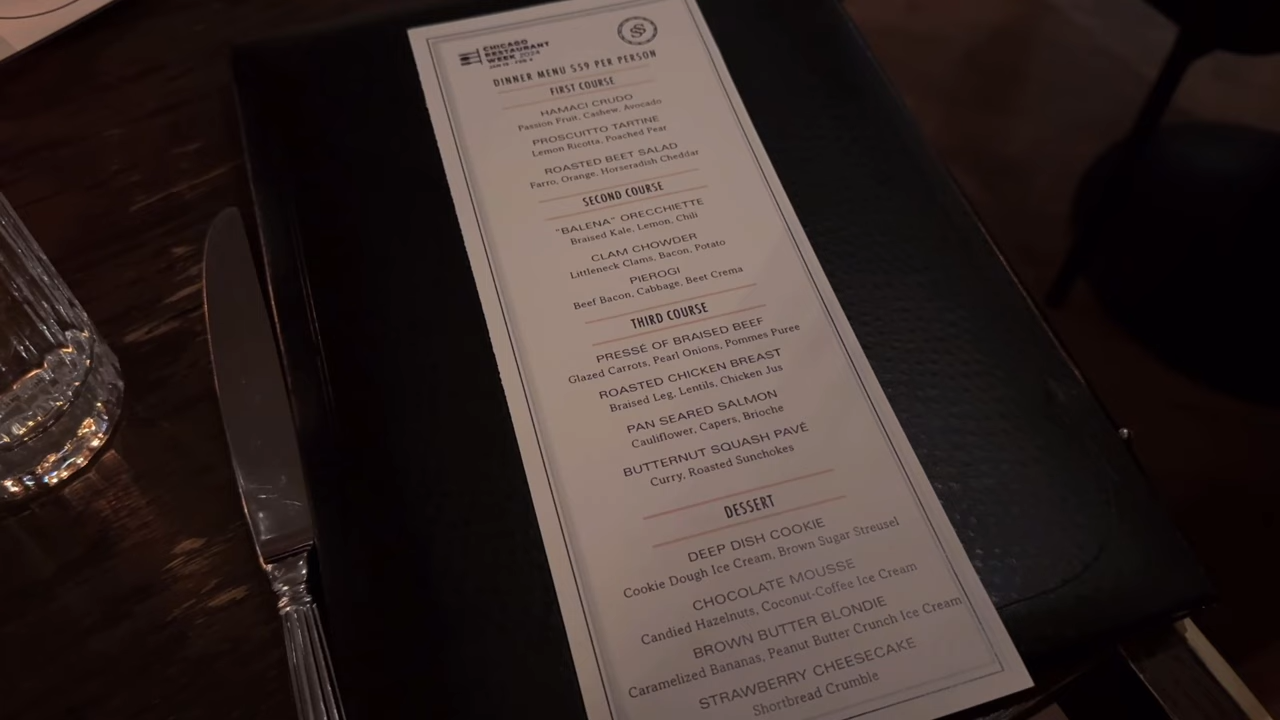 CHICAGO
RESTAURANT
WEEK 2024
DINNER MENU $59 PER PERSON
FIRST COURSE
HAMACI CRUDO
Passion Fruit, Cashew, Avocado
PROSCUITTO TARTINE
Lemon Ricotta, Poached Pear
ROASTED BEET SALAD
Farro, Orange, Horseradish Cheddar
SECOND COURSE
"BALENA" ORECCHIETTE
Braised Kale, Lemon, Chili
CLAM CHOWDER
Littleneck Clams, Bacon, Potato
PIEROGI
Beef Bacon, Cabbage, Beet Crema
THIRD COURSE
PRESSÉ OF BRAISED BEEF
Glazed Carrots, Pearl Onions, Pommes Puree
ROASTED CHICKEN BREAST
Braised Leg, Lentils, Chicken Jus
PAN SEARED SALMON
Cauliflower, Capers, Brioche
BUTTERNUT SQUASH PAVÉ
Curry, Roasted Sunchokes
DESSERT
DEEP DISH COOKIE
Cookie Dough Ice Cream, Brown Sugar Streusel
CHOCOLATE MOUSSE
Candied Hazelnuts, Coconut-Coffee Ice Cream
BROWN BUTTER BLONDIE
Caramelized Bananas, Peanut Butter Crunch Ice Cream
STRAWBERRY CHEESECAKE
Shortbread Crumble